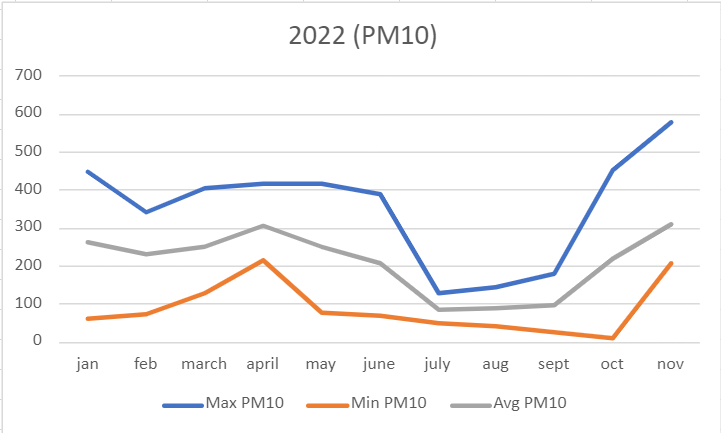 2022 (PM10)
700
600
500
400
300
200
100
0
jan feb march april may june july aug sept oct nov
Max PM10 Min PM10 Avg PM10